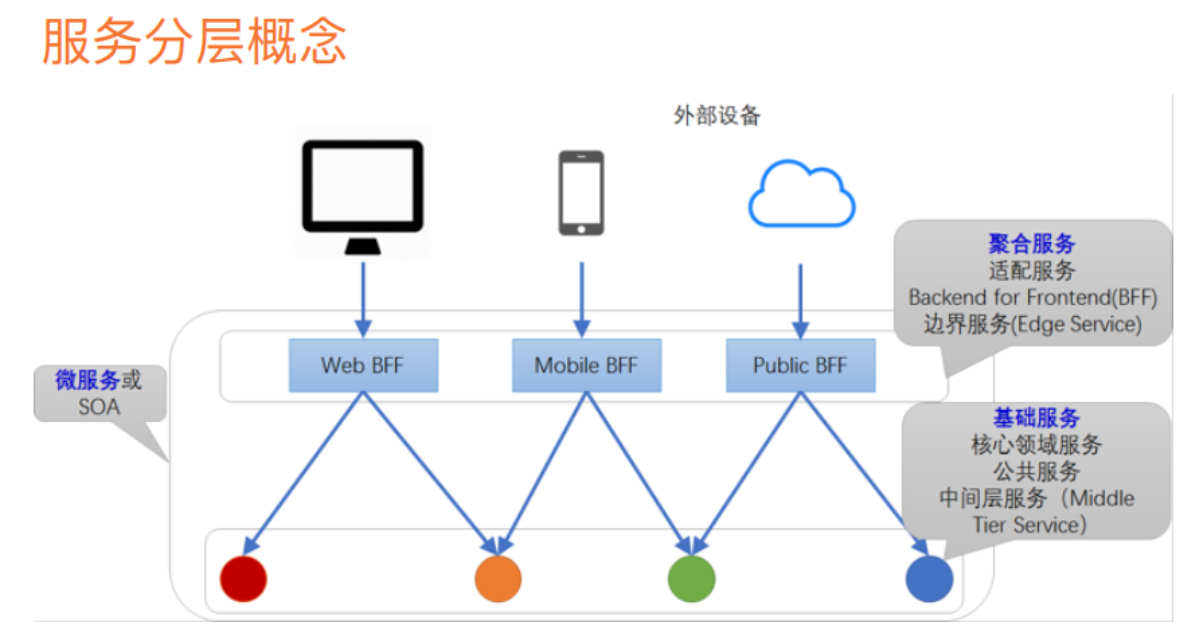 服务分层概念
外部设备
聚合服务
适配服务
Backend for Frontend(BFF)
边界服务(Edge Service)
Web BFF
Mobile BFF
Public BFF
微服务或
SOA
基础服务
核心领域服务
公共服务
中间层服务（Middle
Tier Service）